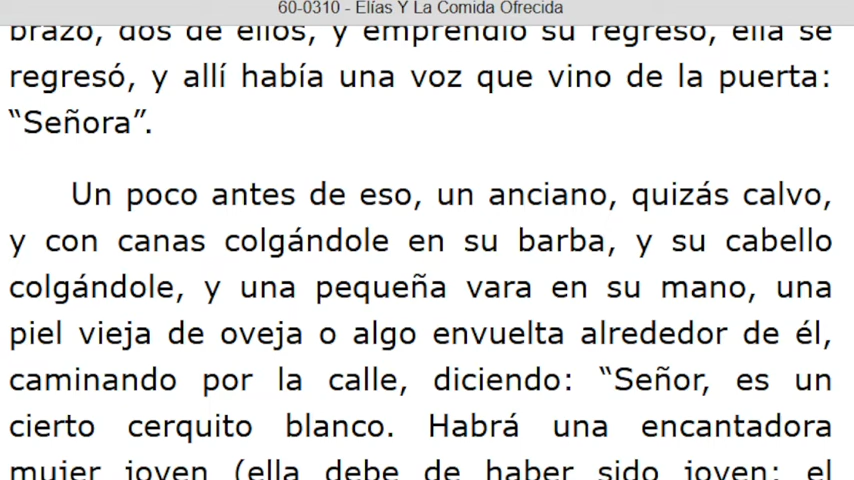 60-0310 - Elías Y La Comida Ofrecida
brazo, dos de ellos, y emprendió su regreso, ella se
regresó, y allí había una voz que vino de la puerta:
“Señora”.
Un poco antes de eso, un anciano, quizás calvo,
y con canas colgándole en su barba, y su cabello
colgándole, y una pequeña vara en su mano, una
piel vieja de oveja o algo envuelta alrededor de él,
caminando por la calle, diciendo: “Señor, es un
cierto cerquito blanco. Habrá una encantadora
mujer joven (ella debe de haber sido joven; el